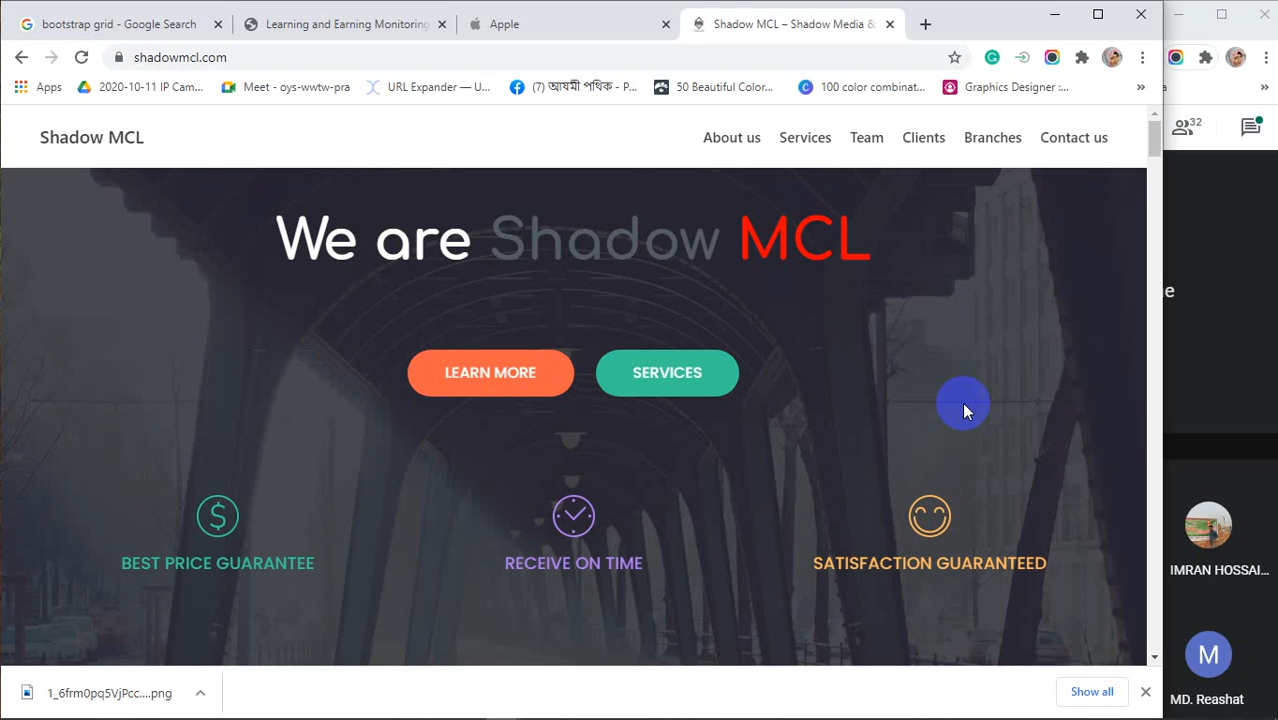 bootstrap grid - Google Search
Learning and Earning Monitoring
Apple
Shadow MCL – Shadow Media &
shadowmcl.com
Apps
2020-10-11 IP Cam...
Meet - oys-wwtw-pra
URL Expander — U...
(7) আযমী পথিক - P...
50 Beautiful Color...
100 color combinat...
Graphics Designer :...
»
»
Shadow MCL
About us
Services
Team
Clients
Branches
Contact us
32
We are Shadow MCL
LEARN MORE
SERVICES
BEST PRICE GUARANTEE
RECEIVE ON TIME
SATISFACTION GUARANTEED
IMRAN HOSSAI...
M
MD. Reashat
1_6frm0pq5VjPcc....png
Show all